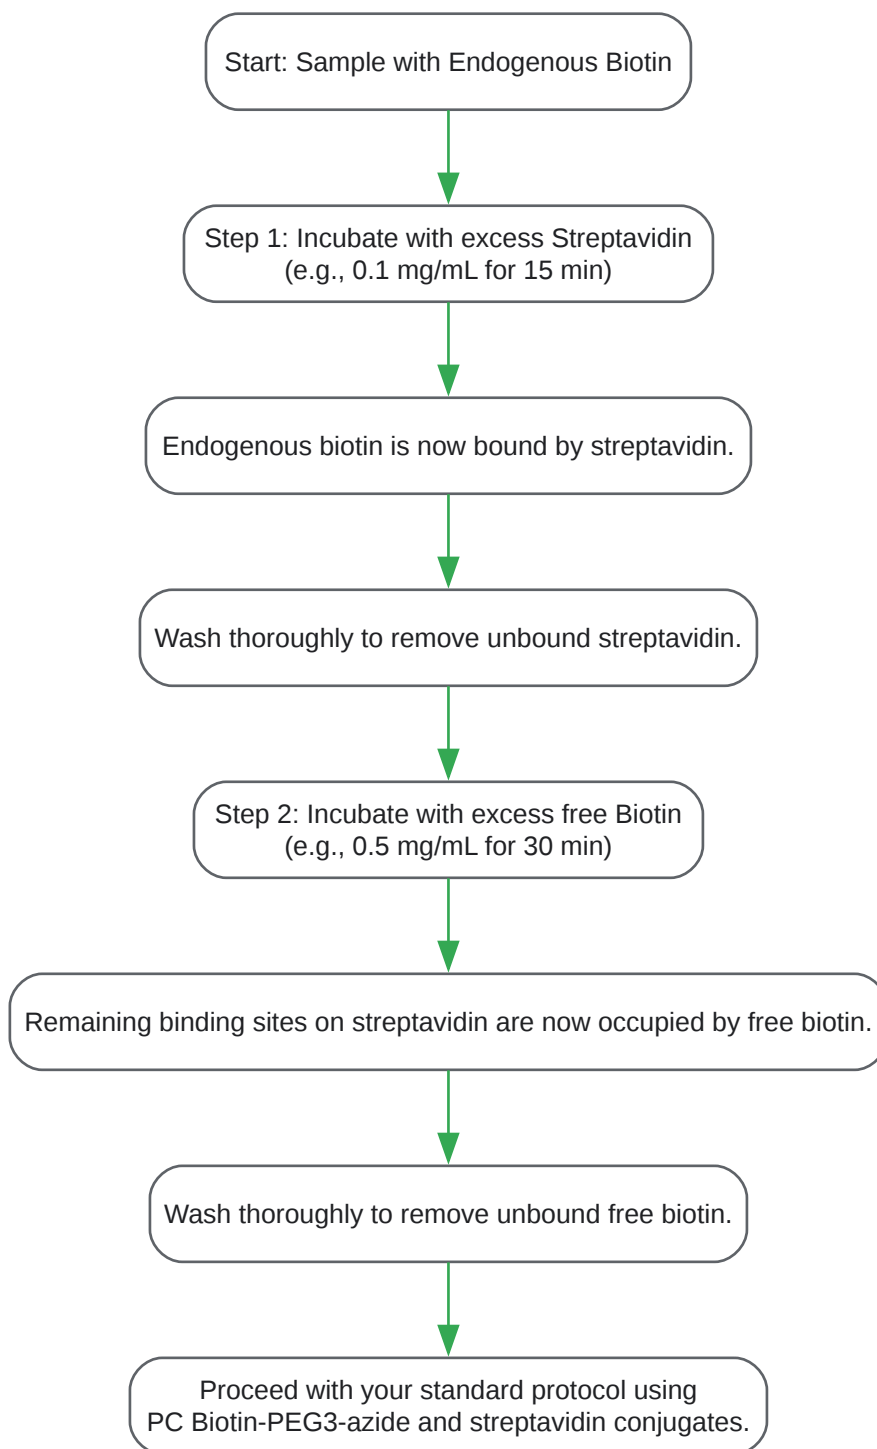 Start: Sample with Endogenous Biotin
Step 1: Incubate with excess Streptavidin
(e.g., 0.1 mg/mL for 15 min)
Endogenous biotin is now bound by streptavidin.
Wash thoroughly to remove unbound streptavidin.
Step 2: Incubate with excess free Biotin
(e.g., 0.5 mg/mL for 30 min)
Remaining binding sites on streptavidin are now occupied by free biotin.
Wash thoroughly to remove unbound free biotin.
Proceed with your standard protocol using
PC Biotin-PEG3-azide and streptavidin conjugates.